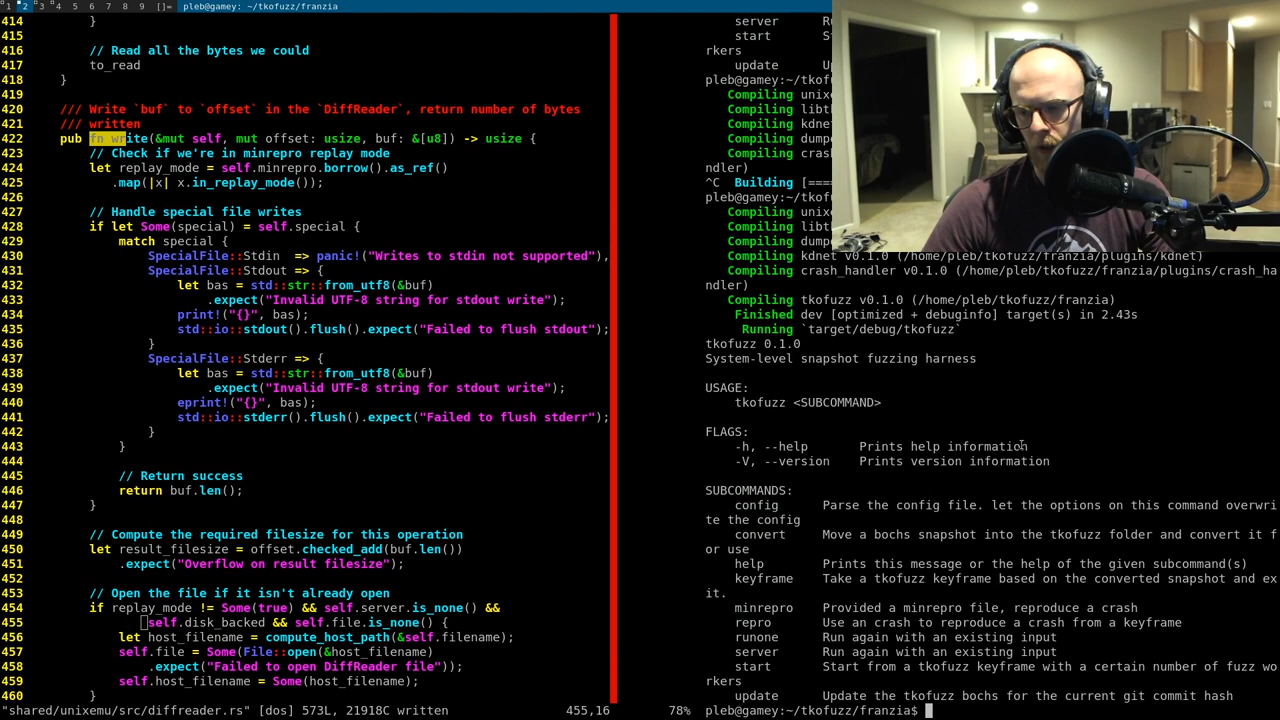 1 2 3 4 5 6 7 8 9 []= pleb@gamey: ~/tkofuzz/franzia
414 }
415
416 // Read all the bytes we could
417 to_read
418 }
419
420 /// Write `buf` to `offset` in the `DiffReader`, return number of bytes
421 /// written
422 pub fn write(&mut self, mut offset: usize, buf: &[u8]) -> usize {
423 // Check if we're in minrepro replay mode
424 let replay_mode = self.minrepro.borrow().as_ref()
425 .map(|x| x.in_replay_mode());
426
427 // Handle special file writes
428 if let Some(special) = self.special {
429 match special {
430 SpecialFile::Stdin => panic!("Writes to stdin not supported"),
431 SpecialFile::Stdout => {
432 let bas = std::str::from_utf8(&buf)
433 .expect("Invalid UTF-8 string for stdout write");
434 print!("{}", bas);
435 std::io::stdout().flush().expect("Failed to flush stdout");
436 }
437 SpecialFile::Stderr => {
438 let bas = std::str::from_utf8(&buf)
439 .expect("Invalid UTF-8 string for stdout write");
440 eprint!("{}", bas);
441 std::io::stderr().flush().expect("Failed to flush stderr");
442 }
443 }
444
445 // Return success
446 return buf.len();
447 }
448
449 // Compute the required filesize for this operation
450 let result_filesize = offset.checked_add(buf.len())
451 .expect("Overflow on result filesize");
452
453 // Open the file if it isn't already open
454 if replay_mode != Some(true) && self.server.is_none() &&
455 self.disk_backed && self.file.is_none() {
456 let host_filename = compute_host_path(&self.filename);
457 self.file = Some(File::open(&host_filename)
458 .expect("Failed to open DiffReader file"));
459 self.host_filename = Some(host_filename);
460 }
"shared/unixemu/src/diffreader.rs" [dos] 573L, 21918C written 455,16 78%
server R
start S
rkers
update U
pleb@gamey:~/tkof
Compiling unix
Compiling libt
Compiling kdne
Compiling dump
Compiling cras
ndler)
^C Building [===
pleb@gamey:~/tkof
Compiling unix
Compiling libt
Compiling dump
Compiling kdnet v0.1.0 (/home/pleb/tkofuzz/franzia/plugins/kdnet)
Compiling crash_handler v0.1.0 (/home/pleb/tkofuzz/franzia/plugins/crash_ha
ndler)
Compiling tkofuzz v0.1.0 (/home/pleb/tkofuzz/franzia)
Finished dev [optimized + debuginfo] target(s) in 2.43s
Running `target/debug/tkofuzz`
tkofuzz 0.1.0
System-level snapshot fuzzing harness
USAGE:
tkofuzz <SUBCOMMAND>
FLAGS:
-h, --help Prints help information
-V, --version Prints version information
SUBCOMMANDS:
config Parse the config file. let the options on this command overwri
te the config
convert Move a bochs snapshot into the tkofuzz folder and convert it f
or use
help Prints this message or the help of the given subcommand(s)
keyframe Take a tkofuzz keyframe based on the converted snapshot and ex
it.
minrepro Provided a minrepro file, reproduce a crash
repro Use an crash to reproduce a crash from a keyframe
runone Run again with an existing input
server Run again with an existing input
start Start from a tkofuzz keyframe with a certain number of fuzz wo
rkers
update Update the tkofuzz bochs for the current git commit hash
pleb@gamey:~/tkofuzz/franzia$